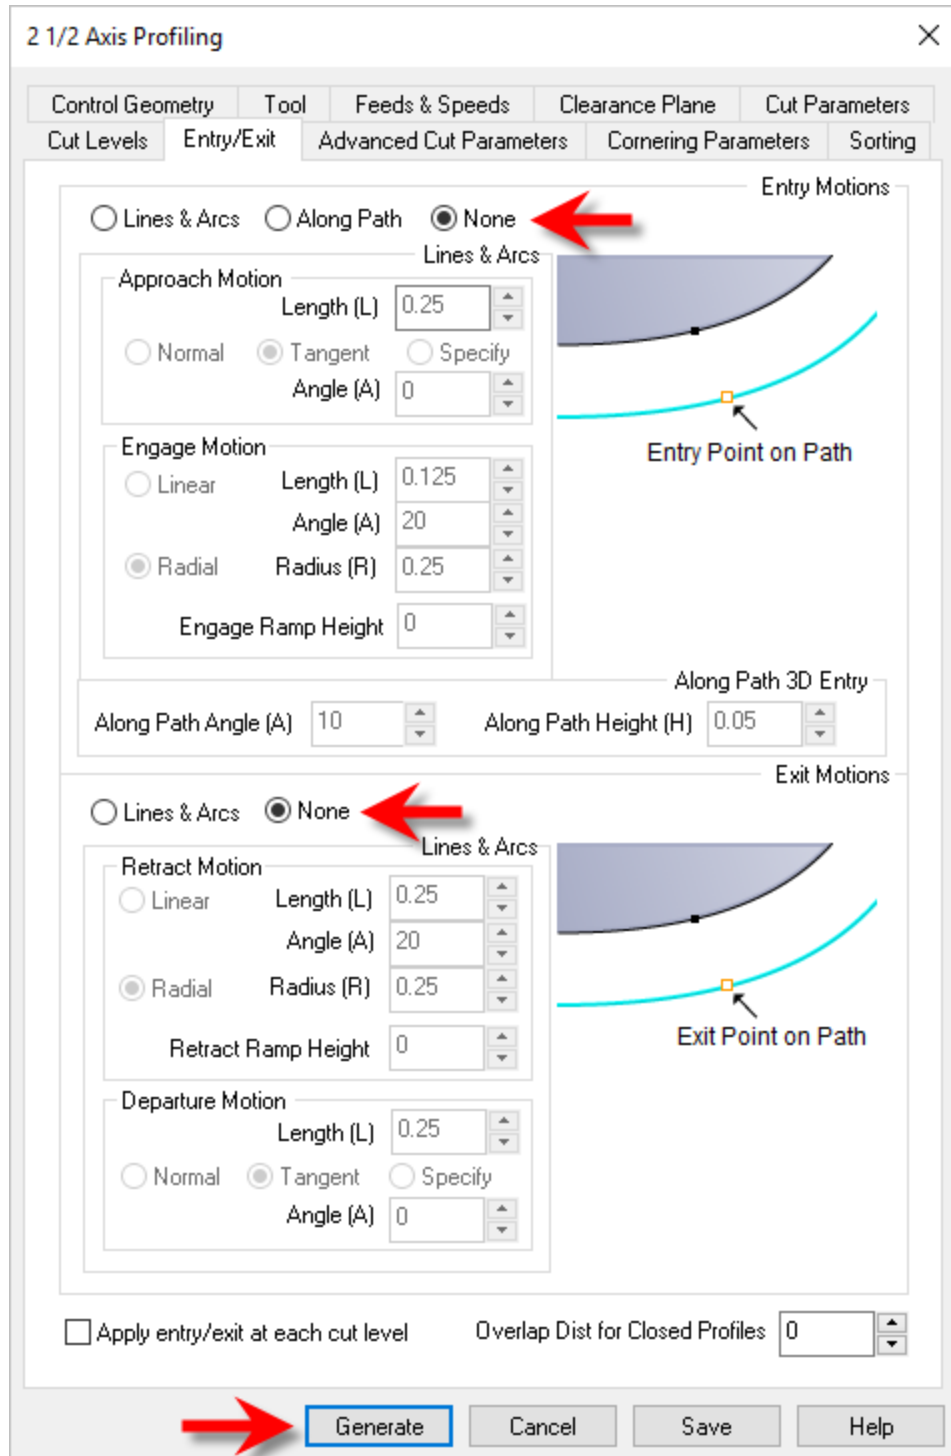 2 1/2 Axis Profiling
Control Geometry Tool Feeds & Speeds Clearance Plane Cut Parameters
Cut Levels Entry/Exit Advanced Cut Parameters Cornering Parameters Sorting
Entry Motions
Lines & Arcs Along Path None
Lines & Arcs
Approach Motion
Length (L) 0.25
Normal Tangent Specify
Angle (A) 0
Entry Point on Path
Engage Motion
Linear Length (L) 0.125
Angle (A) 20
Radial Radius (R) 0.25
Engage Ramp Height 0
Along Path 3D Entry
Along Path Angle (A) 10 Along Path Height (H) 0.05
Exit Motions
Lines & Arcs None
Lines & Arcs
Retract Motion
Linear Length (L) 0.25
Angle (A) 20
Radial Radius (R) 0.25
Exit Point on Path
Retract Ramp Height 0
Departure Motion
Length (L) 0.25
Normal Tangent Specify
Angle (A) 0
Apply entry/exit at each cut level Overlap Dist for Closed Profiles 0
Generate Cancel Save Help